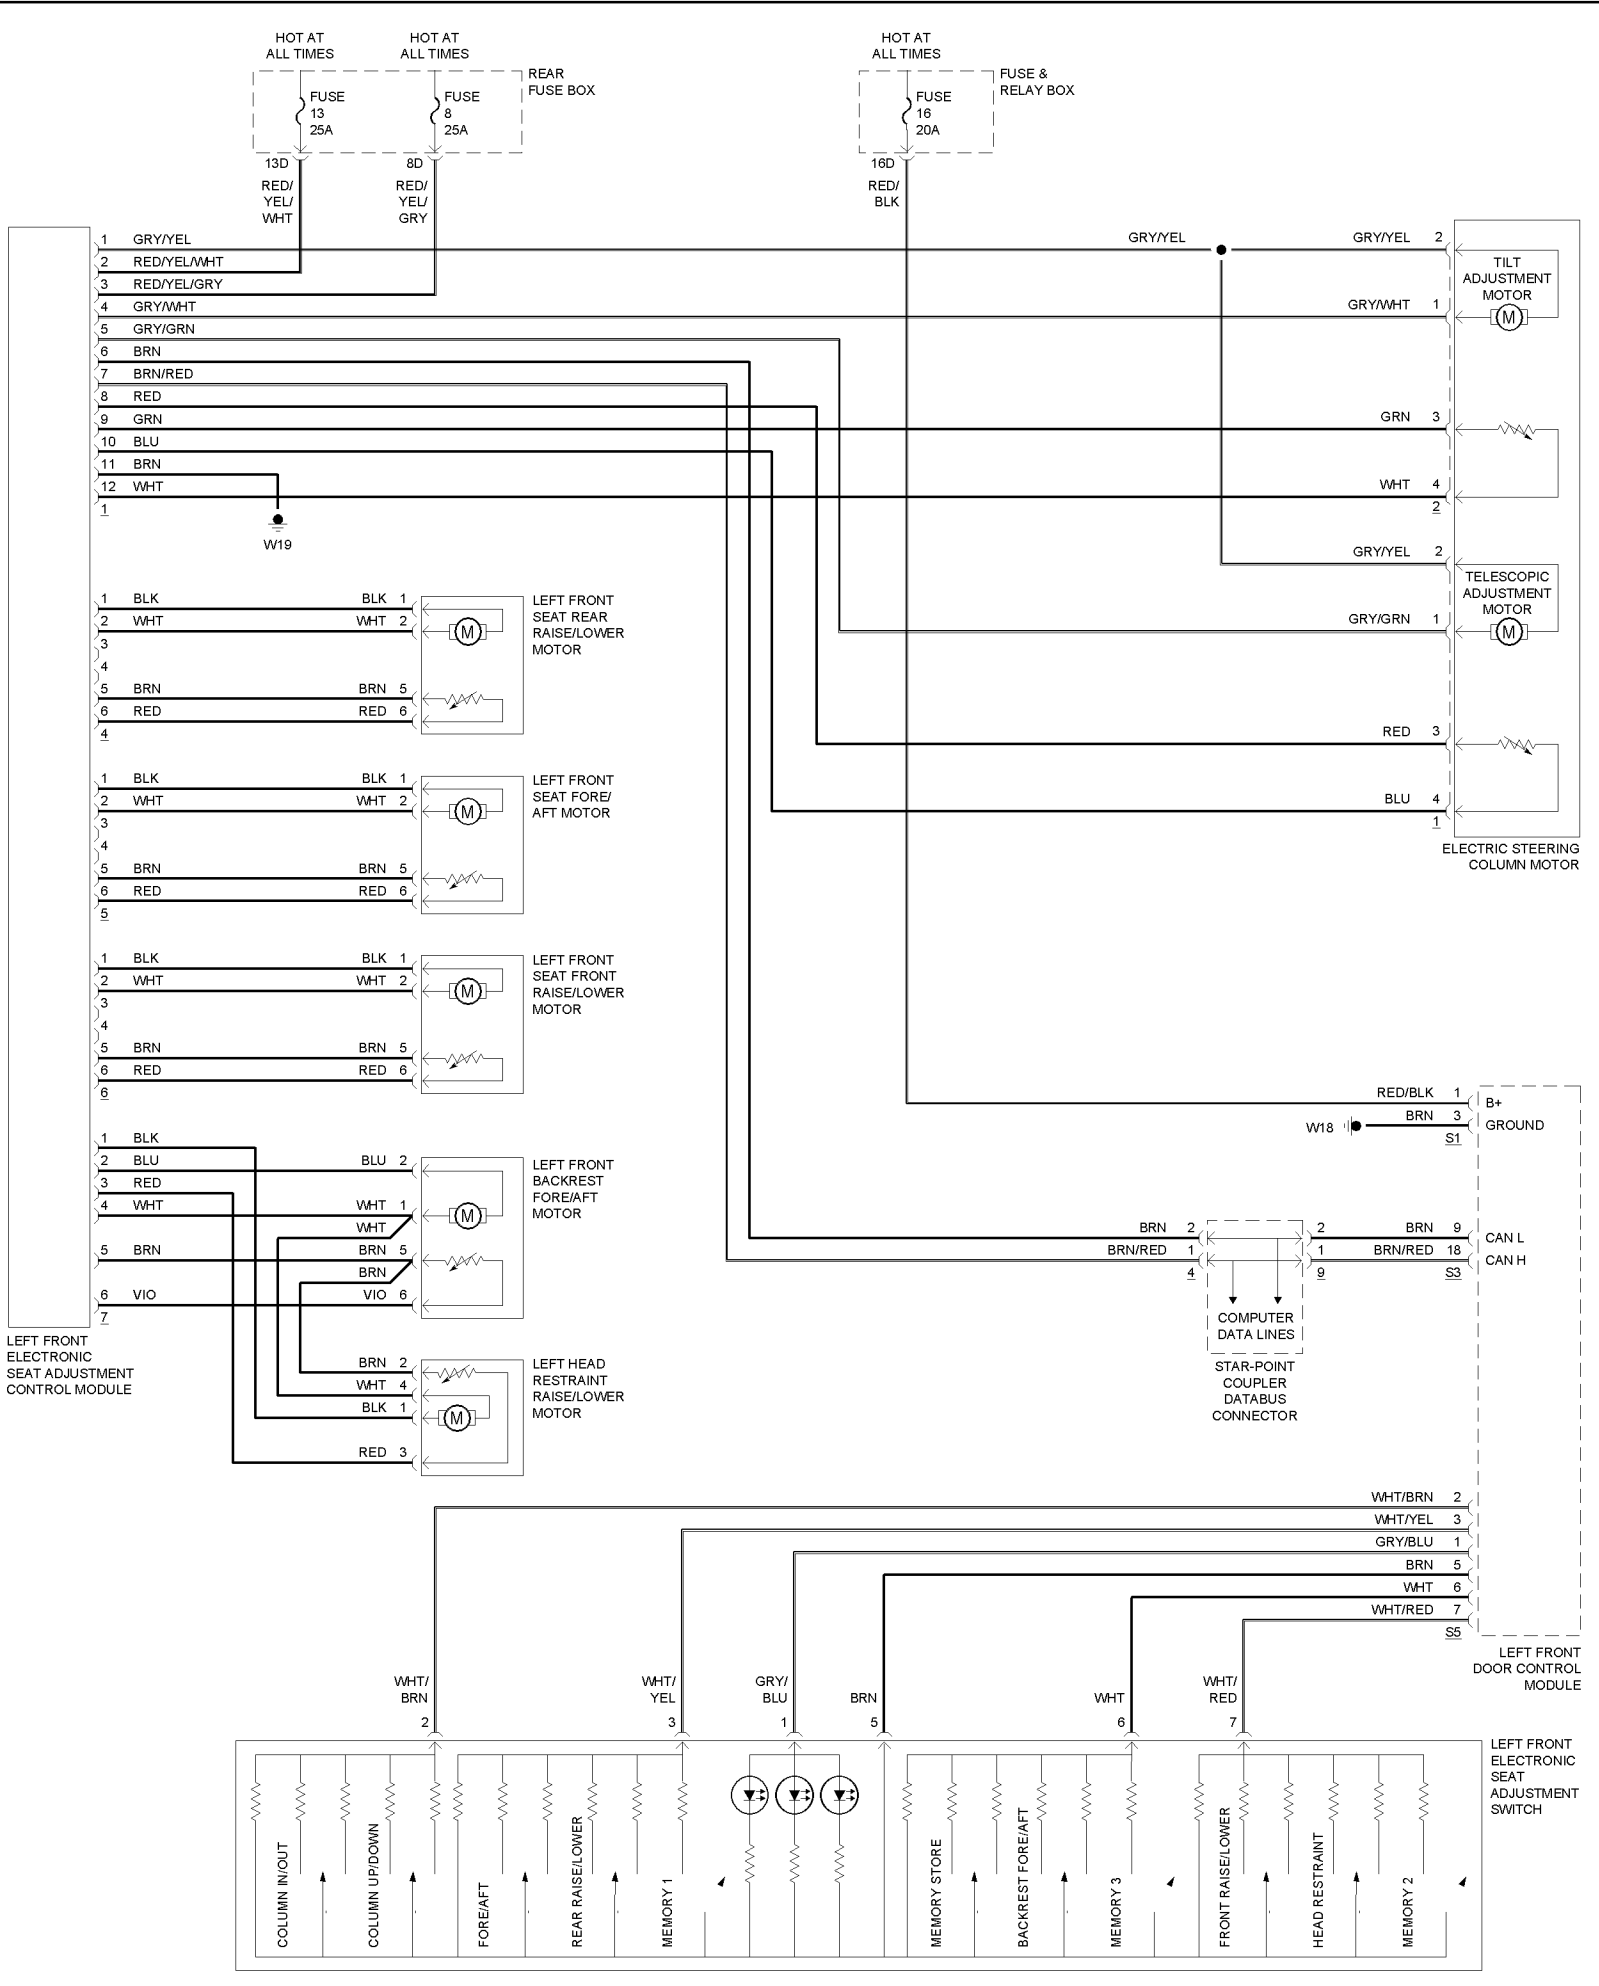 HOT AT
ALL TIMES
HOT AT
ALL TIMES
HOT AT
ALL TIMES
REAR
FUSE BOX
FUSE
13
25A
FUSE
8
25A
FUSE &
RELAY BOX
FUSE
16
20A
13D
8D
16D
RED/
YEL/
WHT
RED/
YEL/
GRY
RED/
BLK
1 GRY/YEL
GRY/YEL
GRY/YEL 2
2 RED/YEL/WHT
3 RED/YEL/GRY
4 GRY/WHT
GRY/WHT 1
TILT
ADJUSTMENT
MOTOR
M
5 GRY/GRN
6 BRN
7 BRN/RED
8 RED
9 GRN
GRN 3
10 BLU
11 BRN
12 WHT
WHT 4
1
2
W19
GRY/YEL 2
TELESCOPIC
ADJUSTMENT
MOTOR
M
GRY/GRN 1
RED 3
BLU 4
1
ELECTRIC STEERING
COLUMN MOTOR
1 BLK BLK 1
2 WHT WHT 2
3
4
5 BRN BRN 5
6 RED RED 6
4
M
LEFT FRONT
SEAT REAR
RAISE/LOWER
MOTOR
1 BLK BLK 1
2 WHT WHT 2
3
4
5 BRN BRN 5
6 RED RED 6
5
M
LEFT FRONT
SEAT FORE/
AFT MOTOR
1 BLK BLK 1
2 WHT WHT 2
3
4
5 BRN BRN 5
6 RED RED 6
6
M
LEFT FRONT
SEAT FRONT
RAISE/LOWER
MOTOR
1 BLK
2 BLU BLU 2
3 RED
4 WHT WHT 1
WHT
5 BRN BRN 5
BRN
6 VIO VIO 6
7
M
LEFT FRONT
BACKREST
FORE/AFT
MOTOR
LEFT FRONT
ELECTRONIC
SEAT ADJUSTMENT
CONTROL MODULE
BRN 2
WHT 4
BLK 1
RED 3
M
LEFT HEAD
RESTRAINT
RAISE/LOWER
MOTOR
RED/BLK 1 B+
W18 BRN 3 GROUND
S1
BRN 2 2 BRN 9 CAN L
BRN/RED 1 1 BRN/RED 18 CAN H
4 9 S3
COMPUTER
DATA LINES
STAR-POINT
COUPLER
DATABUS
CONNECTOR
WHT/BRN 2
WHT/YEL 3
GRY/BLU 1
BRN 5
WHT 6
WHT/RED 7
S5
LEFT FRONT
DOOR CONTROL
MODULE
WHT/
BRN
2
WHT/
YEL
3
GRY/
BLU
1
BRN
5
WHT
6
WHT/
RED
7
LEFT FRONT
ELECTRONIC
SEAT
ADJUSTMENT
SWITCH
COLUMN IN/OUT
COLUMN UP/DOWN
FORE/AFT
REAR RAISE/LOWER
MEMORY 1
MEMORY STORE
BACKREST FORE/AFT
MEMORY 3
FRONT RAISE/LOWER
HEAD RESTRAINT
MEMORY 2